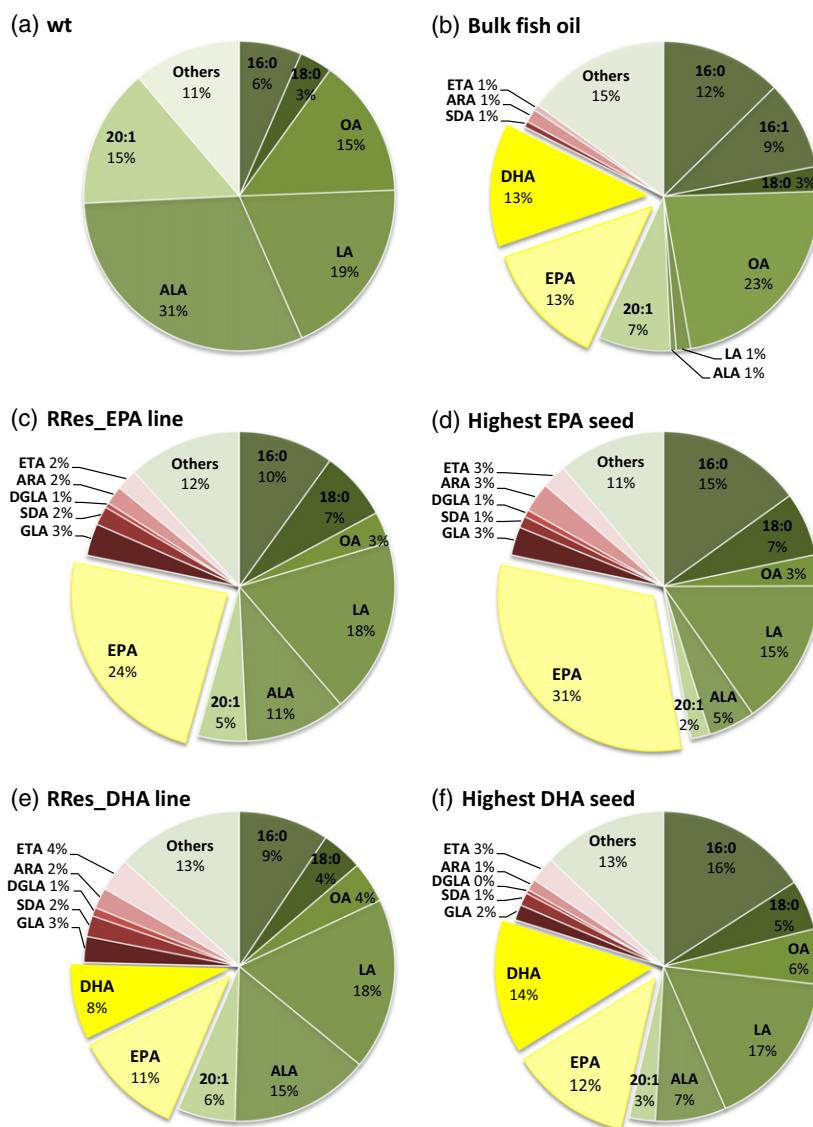 (a) wt
16:0
6%
18:0
3%
OA
15%
LA
19%
ALA
31%
20:1
15%
Others
11%
(b) Bulk fish oil
16:0
12%
16:1
9%
18:0 3%
OA
23%
LA 1%
ALA 1%
20:1
7%
EPA
13%
DHA
13%
SDA 1%
ARA 1%
ETA 1%
Others
15%
(c) RRes_EPA line
16:0
10%
18:0
7%
OA 3%
LA
18%
ALA
11%
20:1
5%
EPA
24%
GLA 3%
SDA 2%
DGLA 1%
ARA 2%
ETA 2%
Others
12%
(d) Highest EPA seed
16:0
15%
18:0
7%
OA 3%
LA
15%
ALA
5%
20:1
2%
EPA
31%
GLA 3%
SDA 1%
DGLA 1%
ARA 3%
ETA 3%
Others
11%
(e) RRes_DHA line
16:0
9%
18:0
4%
OA 4%
LA
18%
ALA
15%
20:1
6%
EPA
11%
DHA
8%
GLA 3%
SDA 2%
DGLA 1%
ARA 2%
ETA 4%
Others
13%
(f) Highest DHA seed
16:0
16%
18:0
5%
OA
6%
LA
17%
ALA
7%
20:1
3%
EPA
12%
DHA
14%
GLA 2%
SDA 1%
DGLA 0%
ARA 1%
ETA 3%
Others
13%